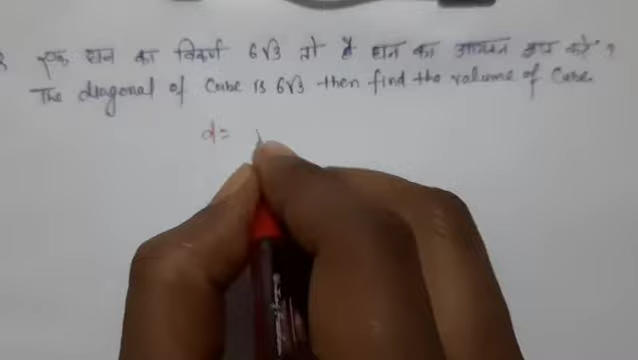 एक घन का विकर्ण 6√3 तो है घन का आयतन ज्ञात करें ?
The diagonal of Cube is 6√3 then find the volume of Cube.
d=